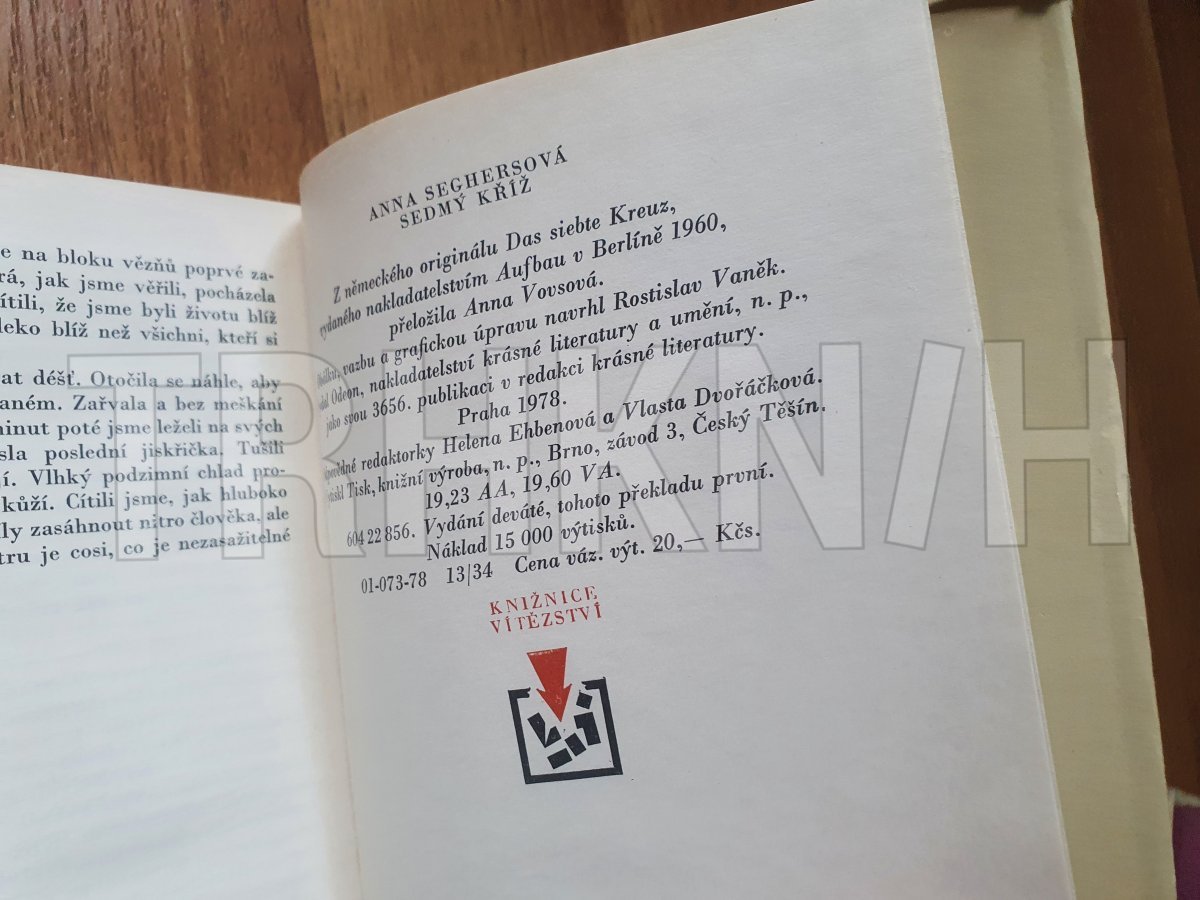 e na bloku vězňů poprvé za-
rá, jak jsme věřili, pocházela
ítili, že jsme byli životu blíž
leko blíž než všichni, kteří si
at déšť. Otočila se náhle, aby
aném. Zařvala a bez meškání
minut poté jsme leželi na svých
sla poslední jiskřička. Tušili
í. Vlhký podzimní chlad pro-
kůží. Cítili jsme, jak hluboko
ly zasáhnout nitro člověka, ale
tru je cosi, co je nezasažitelné
ANNA SEGHERSOVÁ
SEDMÝ KŘÍŽ
Z německého originálu Das siebte Kreuz,
vydaného nakladatelstvím Aufbau v Berlíně 1960,
přeložila Anna Vovsová.
Obálku, vazbu a grafickou úpravu navrhl Rostislav Vaněk.
Odeon, nakladatelství krásné literatury a umění, n. p.,
jako svou 3656. publikaci v redakci krásné literatury.
Praha 1978.
redaktorky Helena Ehbenová a Vlasta Dvořáčková.
Tisk, knižní výroba, n. p., Brno, závod 3, Český Těšín.
19,23 AA, 19,60 VA.
604 22 856. Vydání deváté, tohoto překladu první.
Náklad 15 000 výtisků.
01-073-78 13/34 Cena váz. výt. 20,— Kčs.
KNIŽNICE
VÍTĚZSTVÍ
TRHKNIH